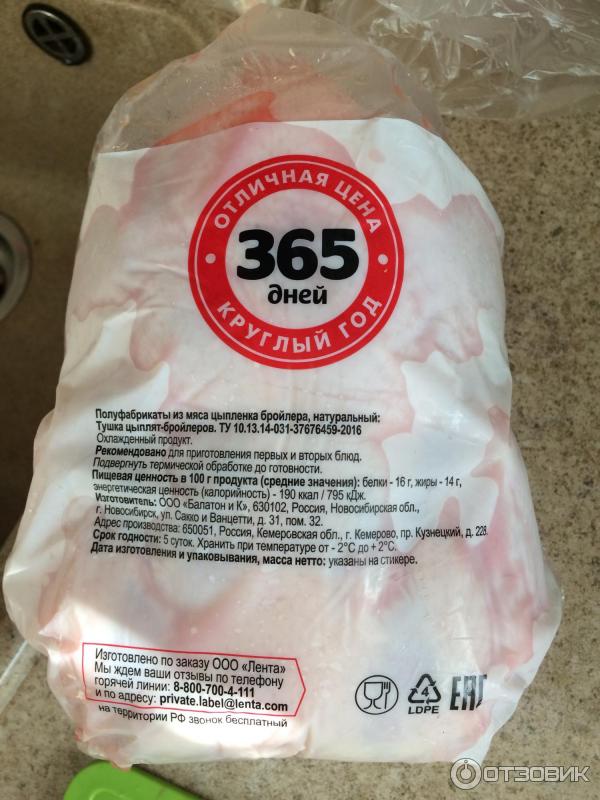 ОТЛИЧНАЯ ЦЕНА
365
дней
КРУГЛЫЙ ГОД
Полуфабрикаты из мяса цыпленка бройлера, натуральный:
Тушка цыплят-бройлеров. ТУ 10.13.14-031-37676459-2016
Охлажденный продукт.
Рекомендовано для приготовления первых и вторых блюд.
Подвергнуть термической обработке до готовности.
Пищевая ценность в 100 г продукта (средние значения): белки - 16 г, жиры - 14 г,
энергетическая ценность (калорийность) - 190 ккал / 795 кДж.
Изготовитель: ООО «Балатон и К», 630102, Россия, Новосибирская обл.,
г. Новосибирск, ул. Сакко и Ванцетти, д. 31, пом. 32.
Адрес производства: 650051, Россия, Кемеровская обл., г. Кемерово, пр. Кузнецкий, д. 228.
Срок годности: 5 суток. Хранить при температуре от - 2°С до +2°С.
Дата изготовления и упаковывания, масса нетто: указаны на стикере.
Изготовлено по заказу ООО «Лента»
Мы ждем ваши отзывы по телефону
горячей линии: 8-800-700-4-111
и по адресу: private.label@lenta.com
на территории РФ звонок бесплатный
4
LDPE
EAC
ОТЗОВИК